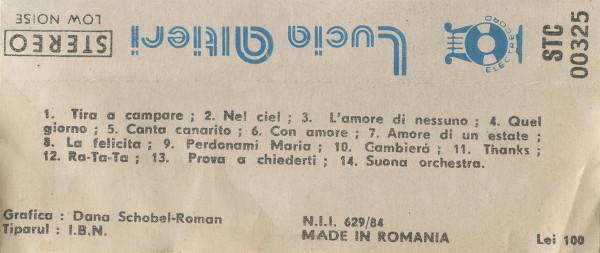 STEREO
LOW NOISE
Lucia Altieri
ELECTRECORD
STC
00325
1. Tira a campare ; 2. Nel ciel ; 3. L'amore di nessuno ; 4. Quel
giorno ; 5. Canta canarito ; 6. Con amore ; 7. Amore di un estate ;
8. La felicita ; 9. Perdonami Maria ; 10. Cambierá ; 11. Thanks ;
12. Ra-Ta-Ta ; 13. Prova a chiederti ; 14. Suona orchestra.
Grafica : Dana Schobel-Roman
Tiparul : I.B.N.
N.I.I. 629/84
MADE IN ROMANIA
Lei 100